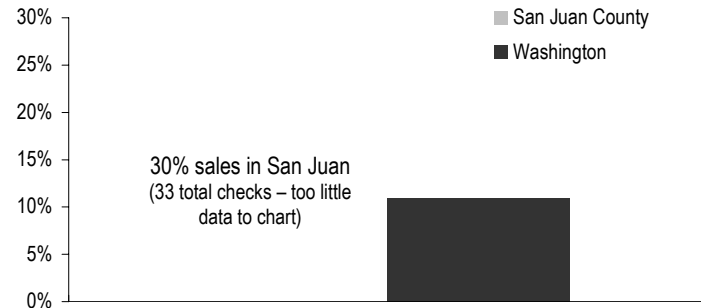 30%
San Juan County
25%
Washington
20%
15%
30% sales in San Juan
(33 total checks – too little
10%
data to chart)
5%
0%